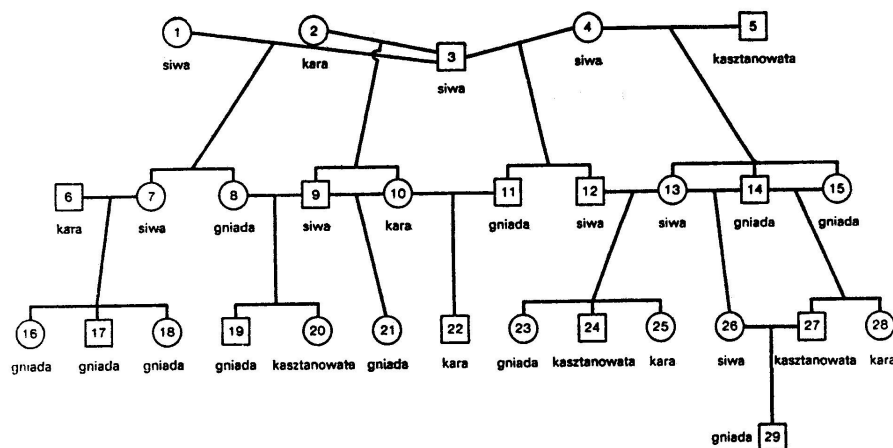 1
2
3
4
5
siwa
kara
siwa
siwa
kasztanowata
6
7
8
9
10
11
12
13
14
15
kara
siwa
gniada
siwa
kara
gniada
siwa
siwa
gniada
gniada
16
17
18
19
20
21
22
23
24
25
26
27
28
gniada
gniada
gniada
gniada
kasztanowata
gniada
kara
gniada
kasztanowata
kara
siwa
kasztanowata
kara
gniada 29